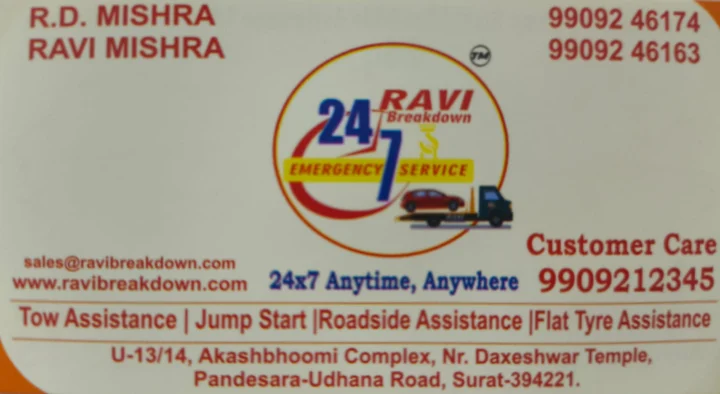 R.D. MISHRA 99092 46174
RAVI MISHRA 99092 46163
TM
24 RAVI
Breakdown
7
EMERGENCY SERVICE
RAVI
Customer Care
sales@ravibreakdown.com
www.ravibreakdown.com 24x7 Anytime, Anywhere 9909212345
Tow Assistance | Jump Start |Roadside Assistance |Flat Tyre Assistance
U-13/14, Akashbhoomi Complex, Nr. Daxeshwar Temple,
Pandesara-Udhana Road, Surat-394221.